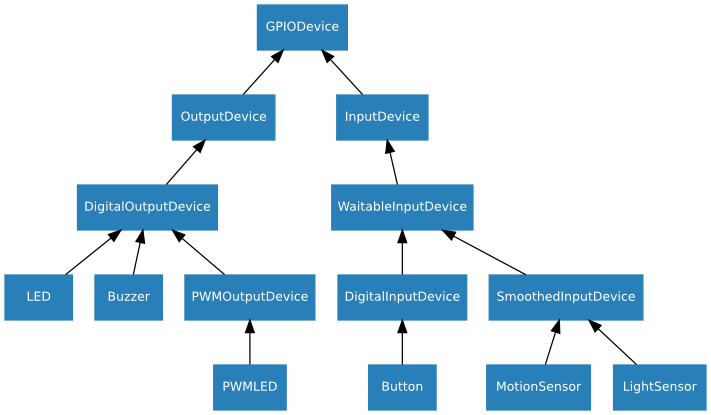 GPIODevice
OutputDevice
InputDevice
DigitalOutputDevice
WaitableInputDevice
LED
Buzzer
PWMOutputDevice
DigitalInputDevice
SmoothedInputDevice
PWMLED
Button
MotionSensor
LightSensor